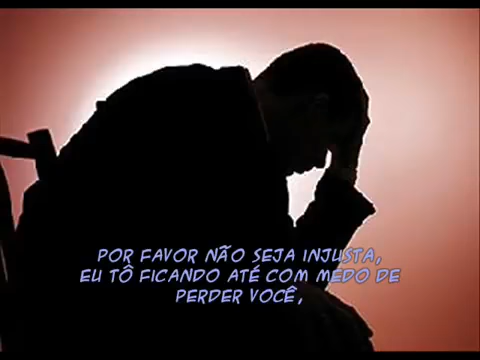 POR FAVOR NÃO SEJA INJUSTA,
EU TÔ FICANDO ATÉ COM MEDO DE
PERDER VOCÊ,